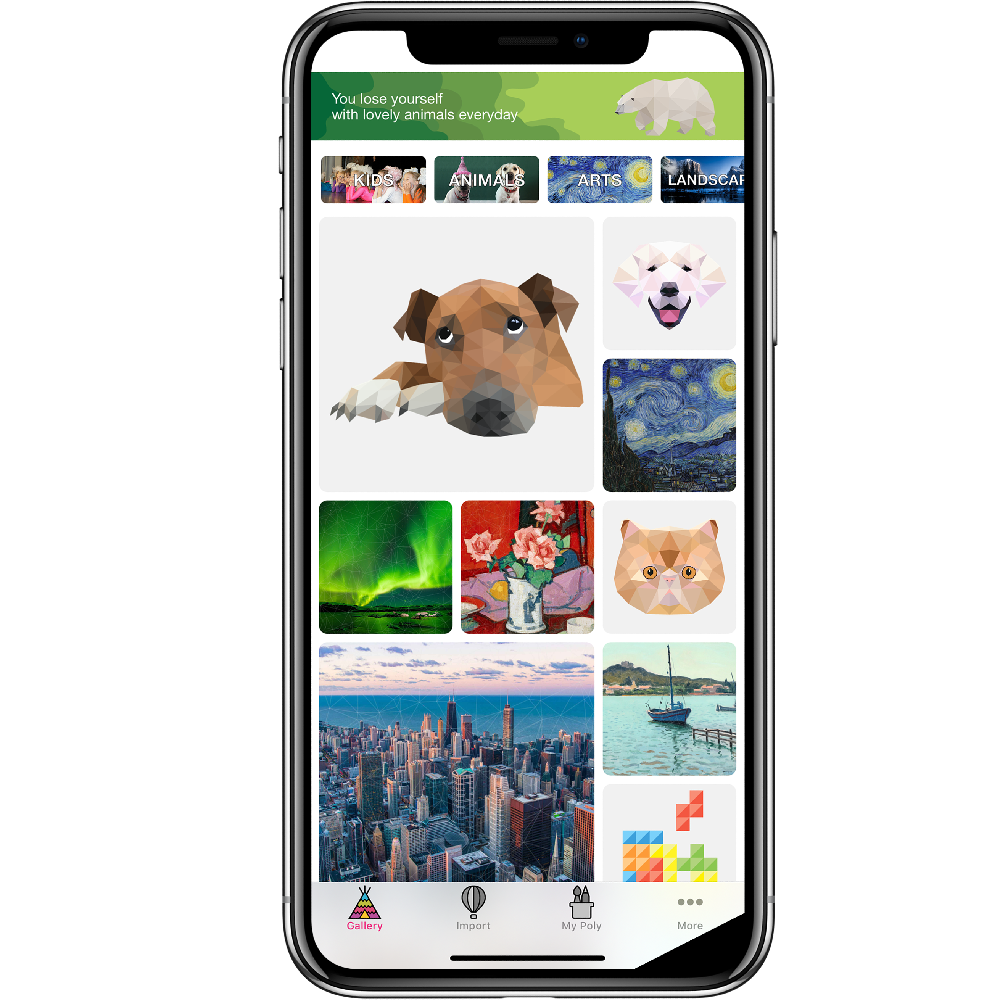 You lose yourself
with lovely animals everyday
KIDS
ANIMALS
ARTS
LANDSCAP
Gallery
Import
My Poly
More